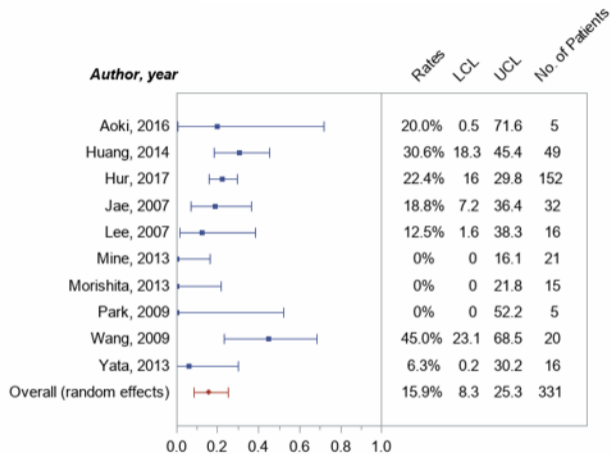 Author, year Rates LCL UCL No. of Patients
Aoki, 2016 20.0% 0.5 71.6 5
Huang, 2014 30.6% 18.3 45.4 49
Hur, 2017 22.4% 16 29.8 152
Jae, 2007 18.8% 7.2 36.4 32
Lee, 2007 12.5% 1.6 38.3 16
Mine, 2013 0% 0 16.1 21
Morishita, 2013 0% 0 21.8 15
Park, 2009 0% 0 52.2 5
Wang, 2009 45.0% 23.1 68.5 20
Yata, 2013 6.3% 0.2 30.2 16
Overall (random effects) 15.9% 8.3 25.3 331
0.0 0.2 0.4 0.6 0.8 1.0